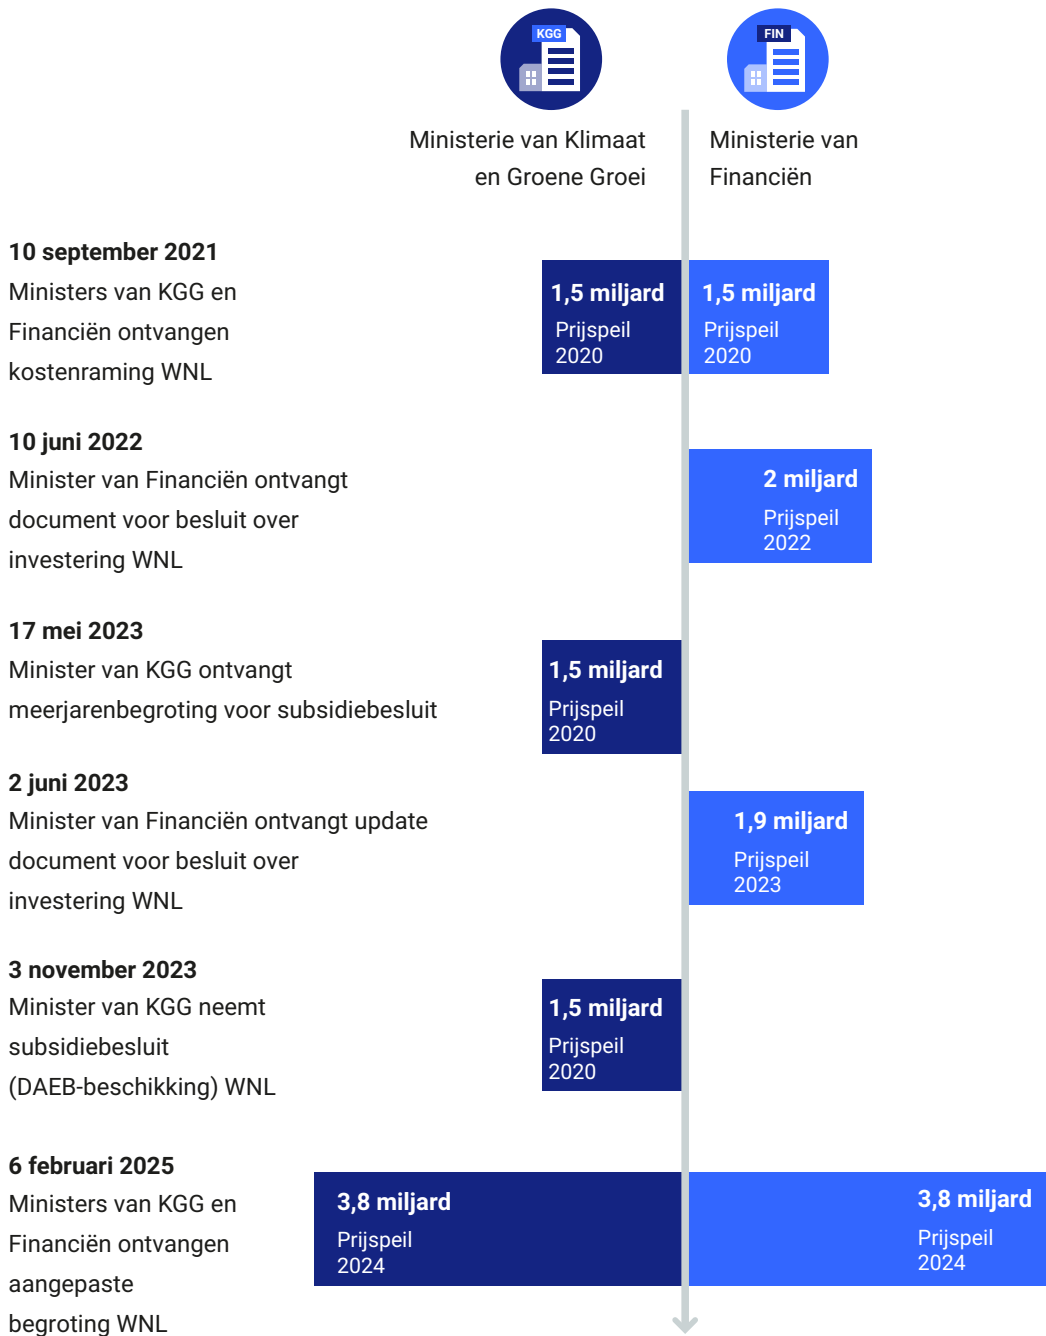 KGG
FIN
Ministerie van Klimaat
en Groene Groei
Ministerie van
Financiën
10 september 2021
Ministers van KGG en
Financiën ontvangen
kostenraming WNL
1,5 miljard
Prijspeil
2020
1,5 miljard
Prijspeil
2020
10 juni 2022
Minister van Financiën ontvangt
document voor besluit over
investering WNL
2 miljard
Prijspeil
2022
17 mei 2023
Minister van KGG ontvangt
meerjarenbegroting voor subsidiebesluit
1,5 miljard
Prijspeil
2020
2 juni 2023
Minister van Financiën ontvangt update
document voor besluit over
investering WNL
1,9 miljard
Prijspeil
2023
3 november 2023
Minister van KGG neemt
subsidiebesluit
(DAEB-beschikking) WNL
1,5 miljard
Prijspeil
2020
6 februari 2025
Ministers van KGG en
Financiën ontvangen
aangepaste
begroting WNL
3,8 miljard
Prijspeil
2024
3,8 miljard
Prijspeil
2024